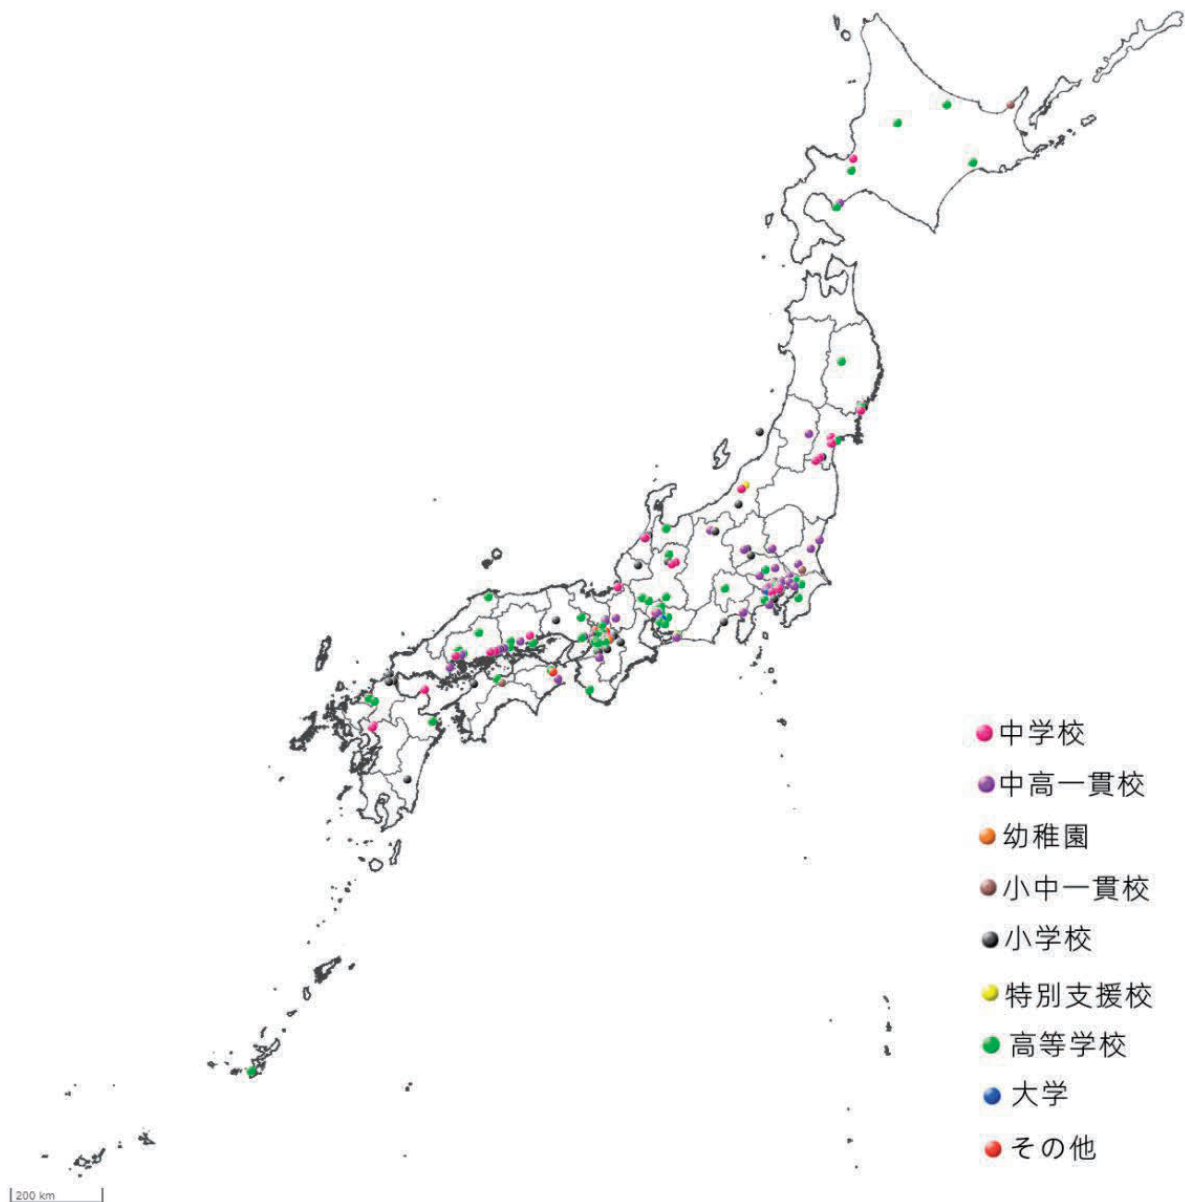 中学校
中高一貫校
幼稚園
小中一貫校
小学校
特別支援校
高等学校
大学
その他
200 km